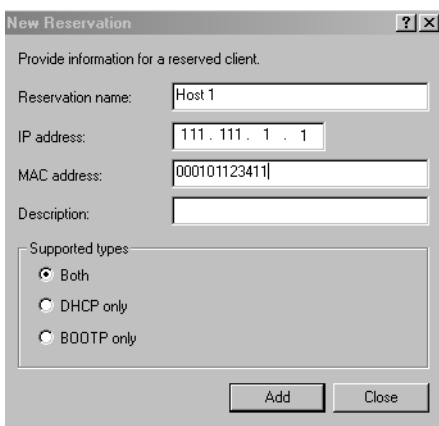 New Reservation ? ×
Provide information for a reserved client.
Reservation name: Host 1
IP address: 111 . 111 . 1 . 1
MAC address: 000101123411
Description:
Supported types
Both
DHCP only
BOOTP only
Add Close